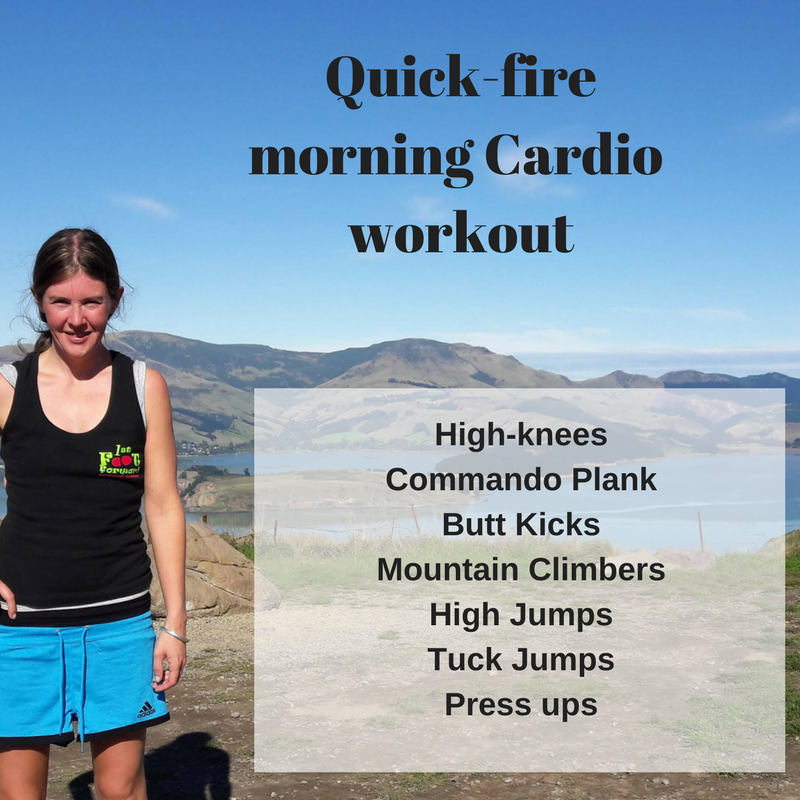 Quick-fire
morning Cardio
workout
1st
Foot
Forward
High-knees
Commando Plank
Butt Kicks
Mountain Climbers
High Jumps
Tuck Jumps
Press ups
adidas